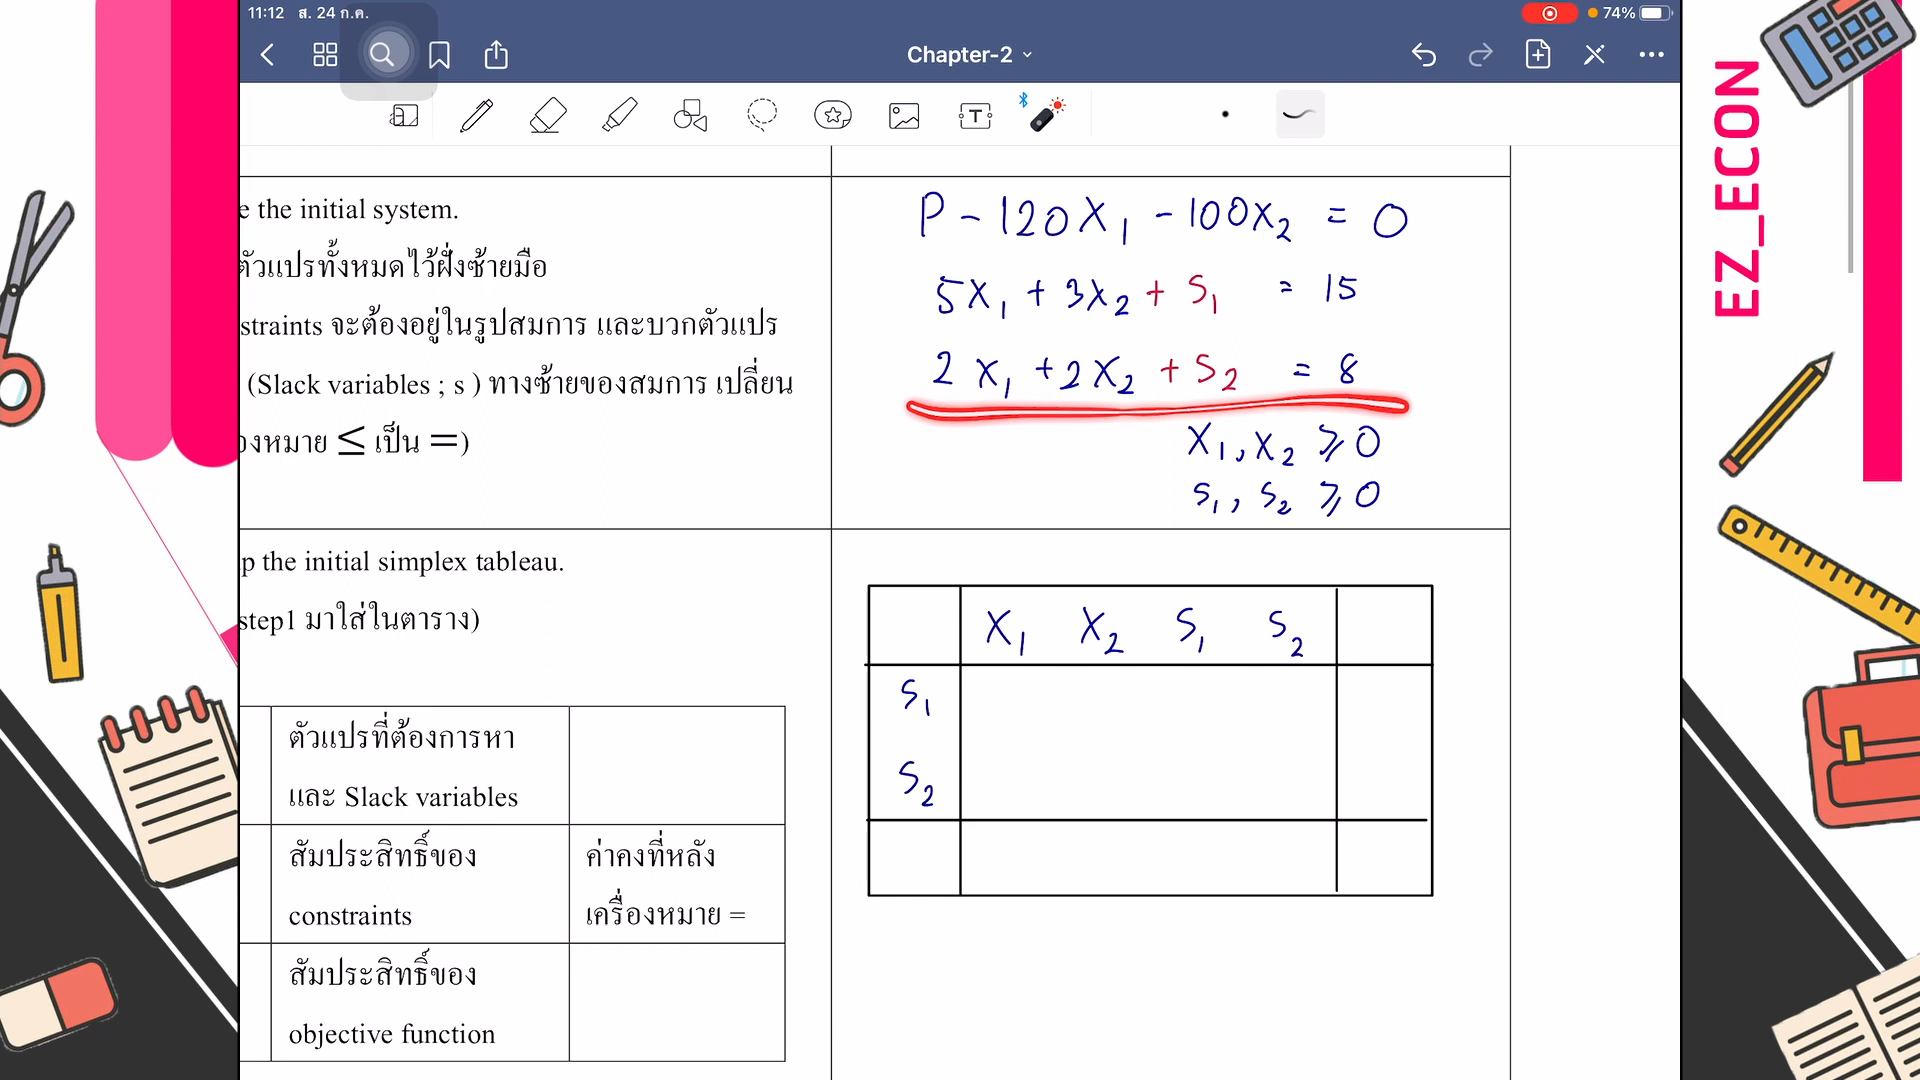 11:12 ส. 24 ก.ค.
74%
Chapter-2
EZ_ECON
e the initial system.
ตัวแปรทั้งหมดไว้ฝั่งซ้ายมือ
straints จะต้องอยู่ในรูปสมการ และบวกตัวแปร
(Slack variables ; s ) ทางซ้ายของสมการ เปลี่ยน
องหมาย ≤ เป็น =)
P - 120X₁ - 100X₂ = 0
5X₁ + 3X₂ + S₁ = 15
2X₁ + 2X₂ + S₂ = 8
X₁, X₂ ≥ 0
S₁, S₂ ≥ 0
p the initial simplex tableau.
step1 มาใส่ในตาราง)
ตัวแปรที่ต้องการหา
และ Slack variables
สัมประสิทธิ์ของ
constraints
ค่าคงที่หลัง
เครื่องหมาย =
สัมประสิทธิ์ของ
objective function
X₁ X₂ S₁ S₂
S₁
S₂